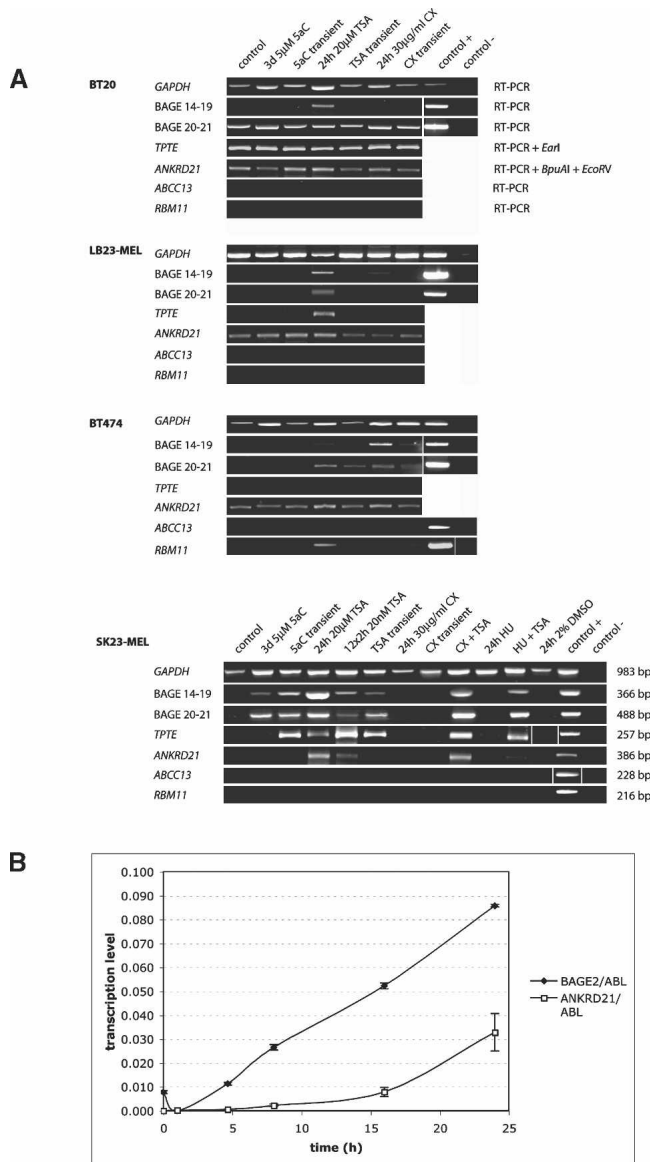 A
control 3d 5µM 5aC 5aC transient 24h 20µM TSA TSA transient 24h 30µg/ml CX CX transient control + control -
BT20
GAPDH RT-PCR
BAGE 14-19 RT-PCR
BAGE 20-21 RT-PCR
TPTE RT-PCR + EarI
ANKRD21 RT-PCR + BpuAI + EcoRV
ABCC13 RT-PCR
RBM11 RT-PCR
LB23-MEL
GAPDH
BAGE 14-19
BAGE 20-21
TPTE
ANKRD21
ABCC13
RBM11
BT474
GAPDH
BAGE 14-19
BAGE 20-21
TPTE
ANKRD21
ABCC13
RBM11
SK23-MEL
control 3d 5µM 5aC 5aC transient 24h 20µM TSA 12x2h 20nM TSA TSA transient 24h 30µg/ml CX CX transient CX + TSA 24h HU HU + TSA 24h 2% DMSO control + control -
GAPDH 983 bp
BAGE 14-19 366 bp
BAGE 20-21 488 bp
TPTE 257 bp
ANKRD21 386 bp
ABCC13 228 bp
RBM11 216 bp
B
transcription level
0.100
0.090
0.080
0.070
0.060
0.050
0.040
0.030
0.020
0.010
0.000
0 5 10 15 20 25
time (h)
BAGE2/ABL
ANKRD21/
ABL